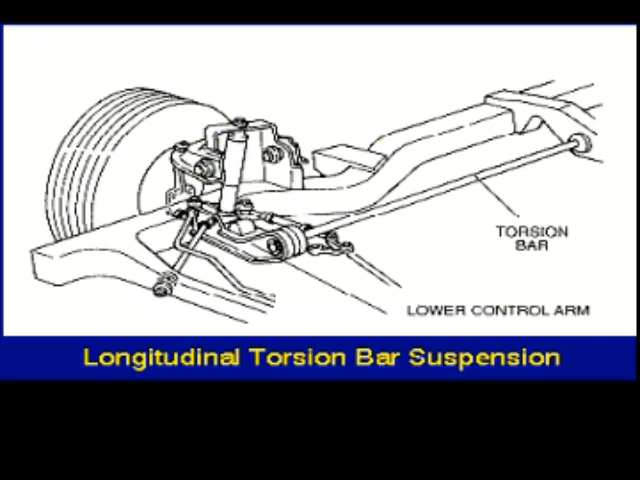 TORSION
BAR
LOWER CONTROL ARM
Longitudinal Torsion Bar Suspension